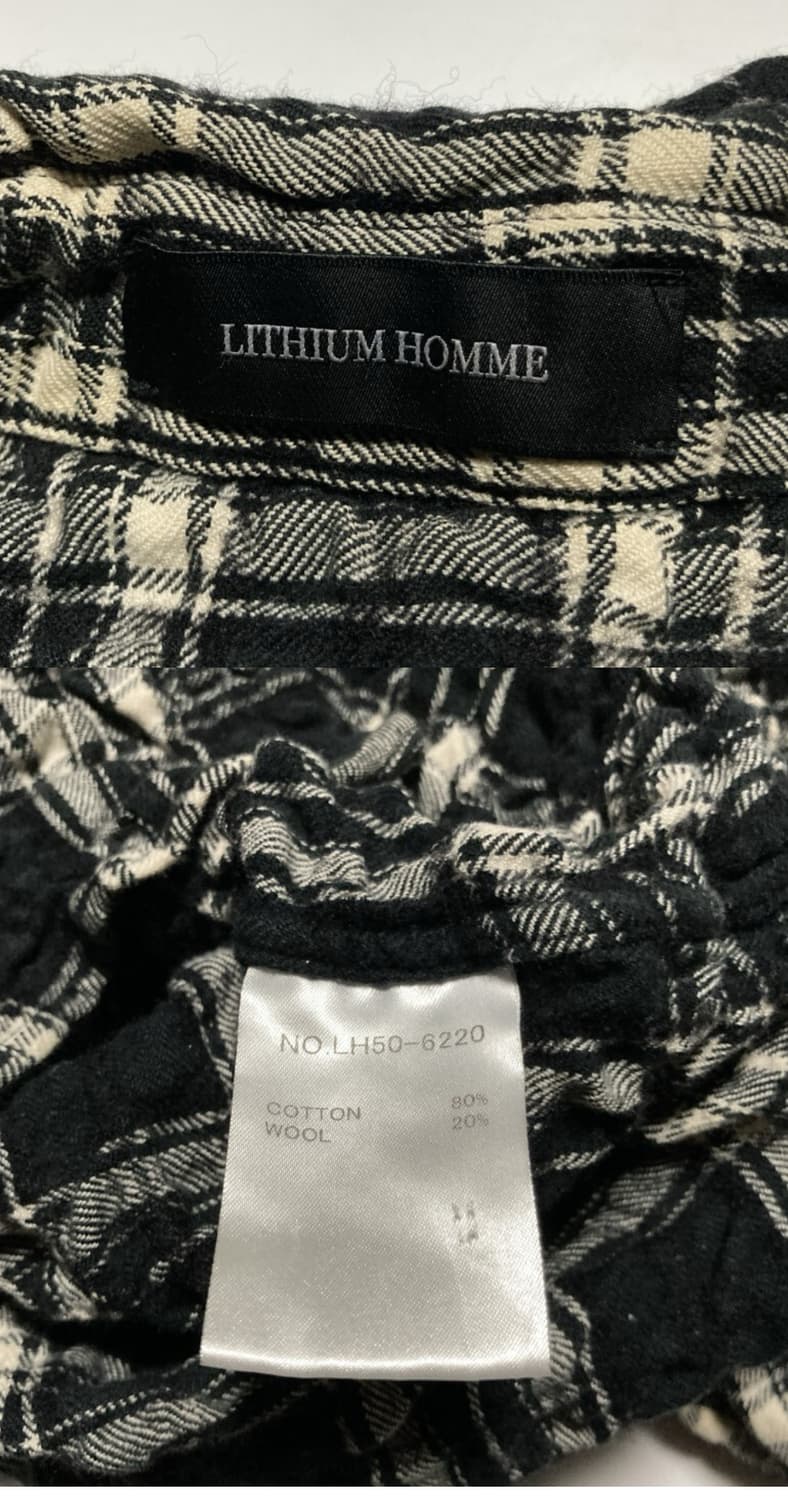 LITHIUM HOMME
NO.LH50-6220
COTTON 80%
WOOL 20%